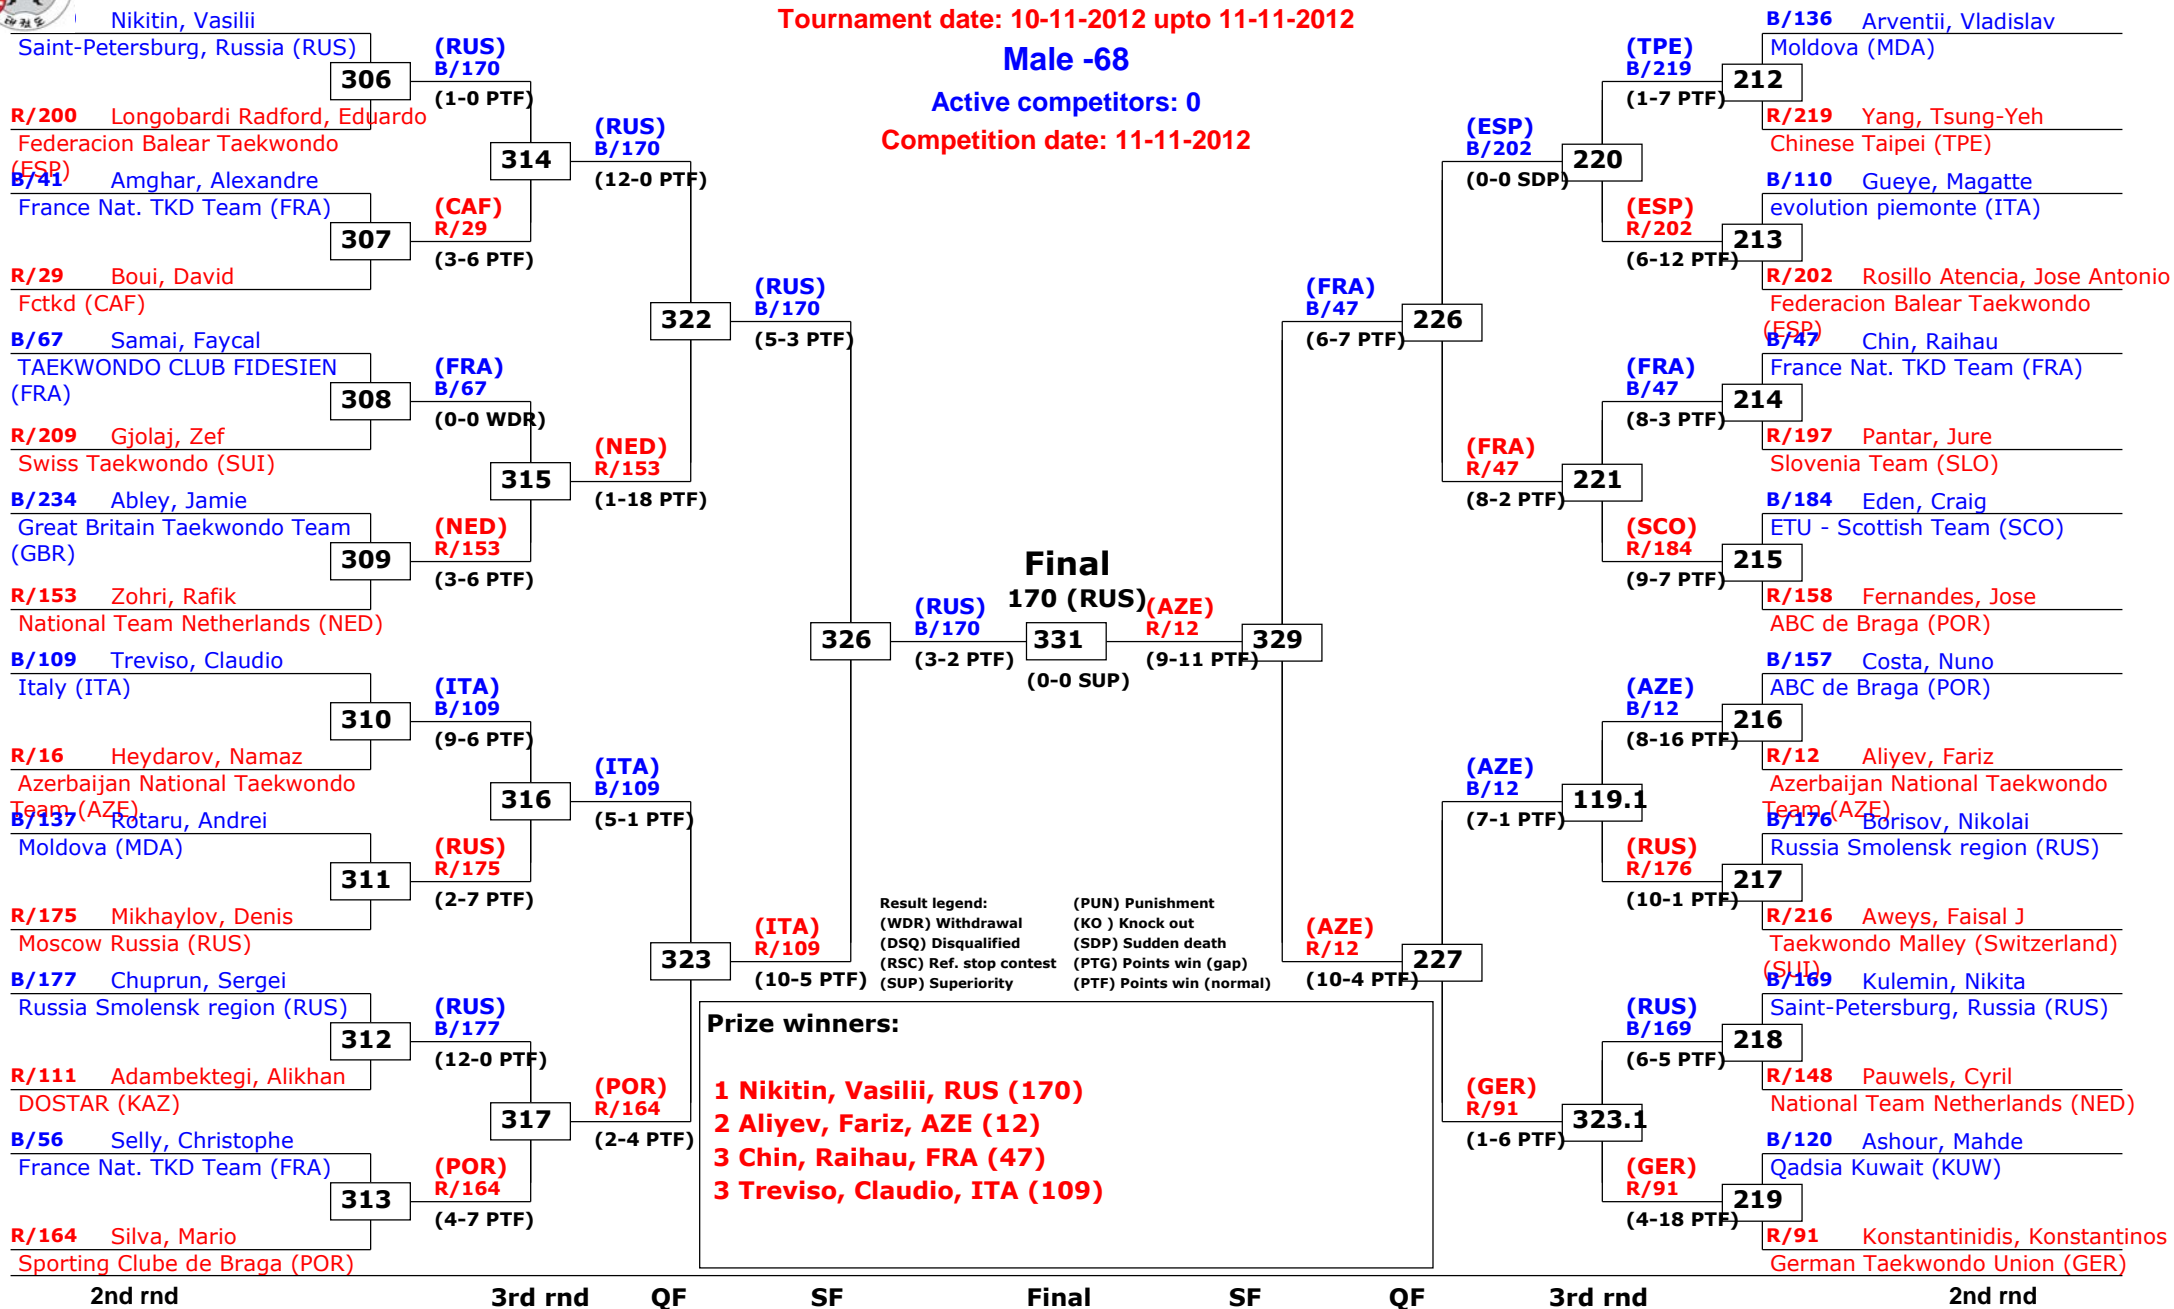 Tournament date: 10-11-2012 upto 11-11-2012
Male -68
Active competitors: 0
Competition date: 11-11-2012
Nikitin, Vasilii
Saint-Petersburg, Russia (RUS)
306
R/200 Longobardi Radford, Eduardo
Federacion Balear Taekwondo
(ESP)
B/41 Amghar, Alexandre
France Nat. TKD Team (FRA)
307
R/29 Boui, David
Fctkd (CAF)
B/67 Samai, Faycal
TAEKWONDO CLUB FIDESIEN
(FRA)
308
R/209 Gjolaj, Zef
Swiss Taekwondo (SUI)
B/234 Abley, Jamie
Great Britain Taekwondo Team
(GBR)
309
R/153 Zohri, Rafik
National Team Netherlands (NED)
B/109 Treviso, Claudio
Italy (ITA)
310
R/16 Heydarov, Namaz
Azerbaijan National Taekwondo
Team (AZE)
B/137 Rotaru, Andrei
Moldova (MDA)
311
R/175 Mikhaylov, Denis
Moscow Russia (RUS)
B/177 Chuprun, Sergei
Russia Smolensk region (RUS)
312
R/111 Adambektegi, Alikhan
DOSTAR (KAZ)
B/56 Selly, Christophe
France Nat. TKD Team (FRA)
313
R/164 Silva, Mario
Sporting Clube de Braga (POR)
(RUS)
B/170
(1-0 PTF)
314
(CAF)
R/29
(3-6 PTF)
(FRA)
B/67
(0-0 WDR)
315
(NED)
R/153
(3-6 PTF)
(ITA)
B/109
(9-6 PTF)
316
(RUS)
R/175
(2-7 PTF)
(RUS)
B/177
(12-0 PTF)
317
(POR)
R/164
(4-7 PTF)
(RUS)
B/170
(12-0 PTF)
322
(NED)
R/153
(1-18 PTF)
(ITA)
B/109
(5-1 PTF)
323
(POR)
R/164
(2-4 PTF)
(RUS)
B/170
(5-3 PTF)
326
(ITA)
R/109
(10-5 PTF)
(RUS)
B/170
(3-2 PTF)
Final
170 (RUS)
331
(0-0 SUP)
(AZE)
R/12
(9-11 PTF)
329
(FRA)
B/47
(6-7 PTF)
(AZE)
R/12
(10-4 PTF)
226
227
(ESP)
B/202
(0-0 SDP)
(FRA)
R/47
(8-2 PTF)
(AZE)
B/12
(7-1 PTF)
(GER)
R/91
(1-6 PTF)
220
221
119.1
323.1
(TPE)
B/219
(1-7 PTF)
(ESP)
R/202
(6-12 PTF)
(FRA)
B/47
(8-3 PTF)
(SCO)
R/184
(9-7 PTF)
(AZE)
B/12
(8-16 PTF)
(RUS)
R/176
(10-1 PTF)
(RUS)
B/169
(6-5 PTF)
(GER)
R/91
(4-18 PTF)
B/136 Arventii, Vladislav
Moldova (MDA)
212
R/219 Yang, Tsung-Yeh
Chinese Taipei (TPE)
B/110 Gueye, Magatte
evolution piemonte (ITA)
213
R/202 Rosillo Atencia, Jose Antonio
Federacion Balear Taekwondo
(ESP)
B/47 Chin, Raihau
France Nat. TKD Team (FRA)
214
R/197 Pantar, Jure
Slovenia Team (SLO)
B/184 Eden, Craig
ETU - Scottish Team (SCO)
215
R/158 Fernandes, Jose
ABC de Braga (POR)
B/157 Costa, Nuno
ABC de Braga (POR)
216
R/12 Aliyev, Fariz
Azerbaijan National Taekwondo
Team (AZE)
B/176 Borisov, Nikolai
Russia Smolensk region (RUS)
217
R/216 Aweys, Faisal J
Taekwondo Malley (Switzerland)
(SUI)
B/169 Kulemin, Nikita
Saint-Petersburg, Russia (RUS)
218
R/148 Pauwels, Cyril
National Team Netherlands (NED)
B/120 Ashour, Mahde
Qadsia Kuwait (KUW)
219
R/91 Konstantinidis, Konstantinos
German Taekwondo Union (GER)
Result legend: (PUN) Punishment
(WDR) Withdrawal (KO ) Knock out
(DSQ) Disqualified (SDP) Sudden death
(RSC) Ref. stop contest (PTG) Points win (gap)
(SUP) Superiority (PTF) Points win (normal)
Prize winners:
1 Nikitin, Vasilii, RUS (170)
2 Aliyev, Fariz, AZE (12)
3 Chin, Raihau, FRA (47)
3 Treviso, Claudio, ITA (109)
2nd rnd 3rd rnd QF SF Final SF QF 3rd rnd 2nd rnd